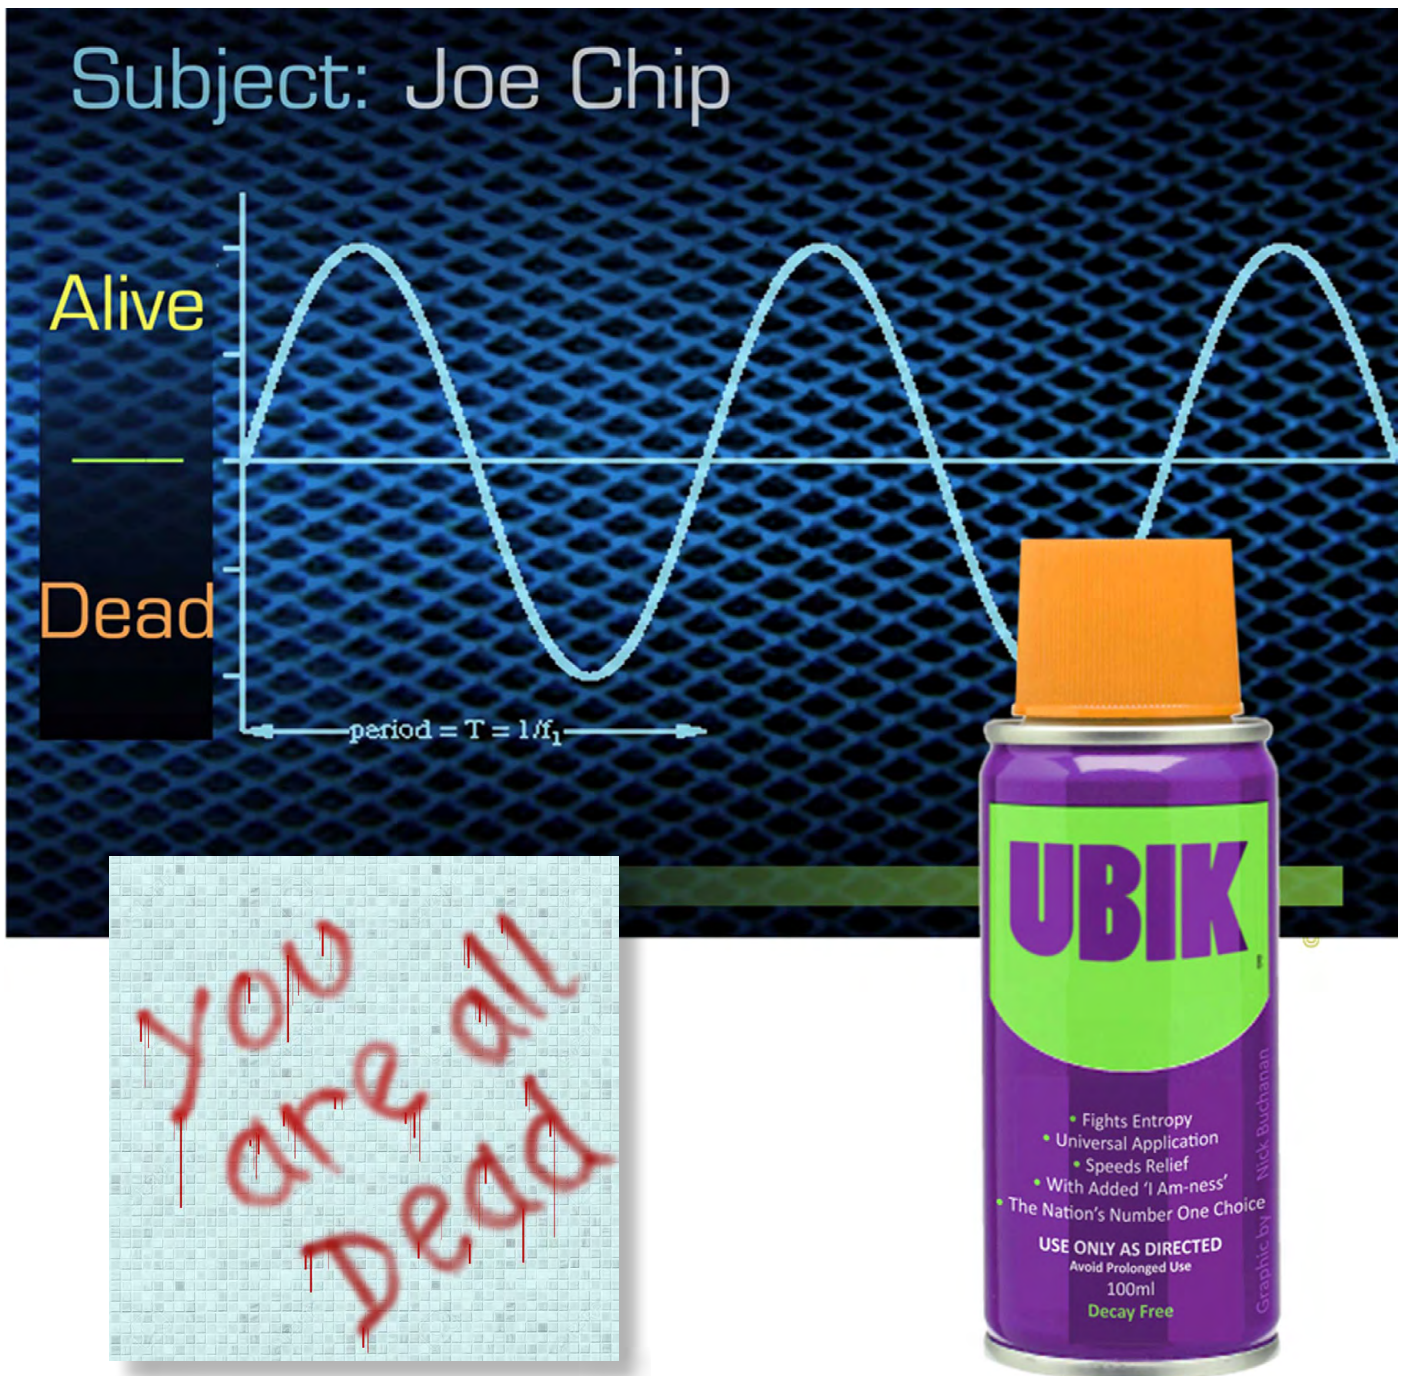 Subject: Joe Chip
Alive
Dead
period = T = 1/f1
You
are all
Dead
UBIK
• Fights Entropy
• Universal Application
• Speeds Relief
• With Added ‘I Am-ness’
• The Nation’s Number One Choice
USE ONLY AS DIRECTED
Avoid Prolonged Use
100ml
Decay Free
Graphic by Nick Buchanan
©